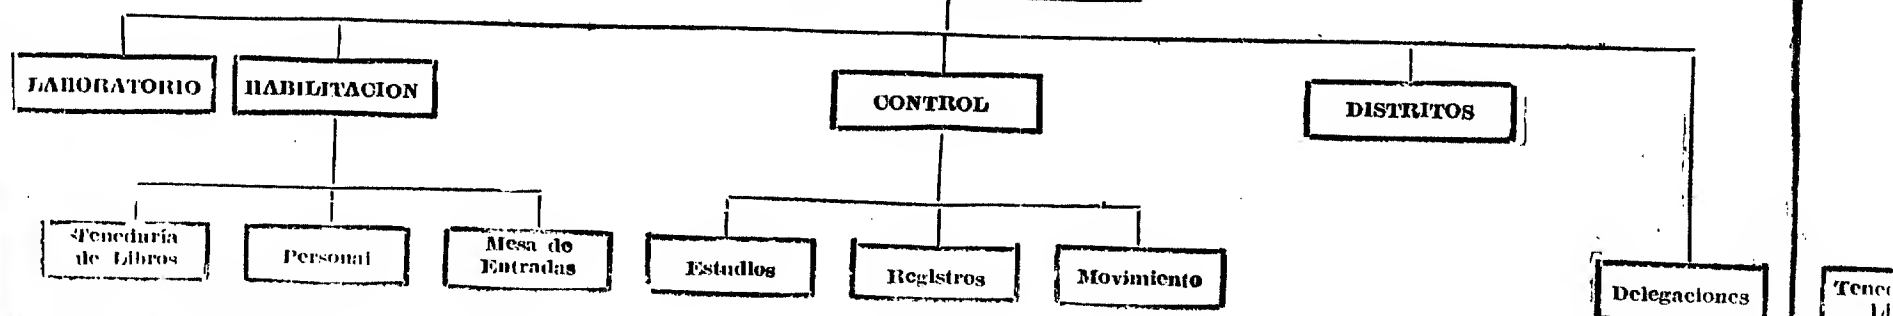 LABORATORIO
HABILITACION
CONTROL
DISTRITOS
Teneduría
de Libros
Personal
Mesa de
Entradas
Estudios
Registros
Movimiento
Delegaciones